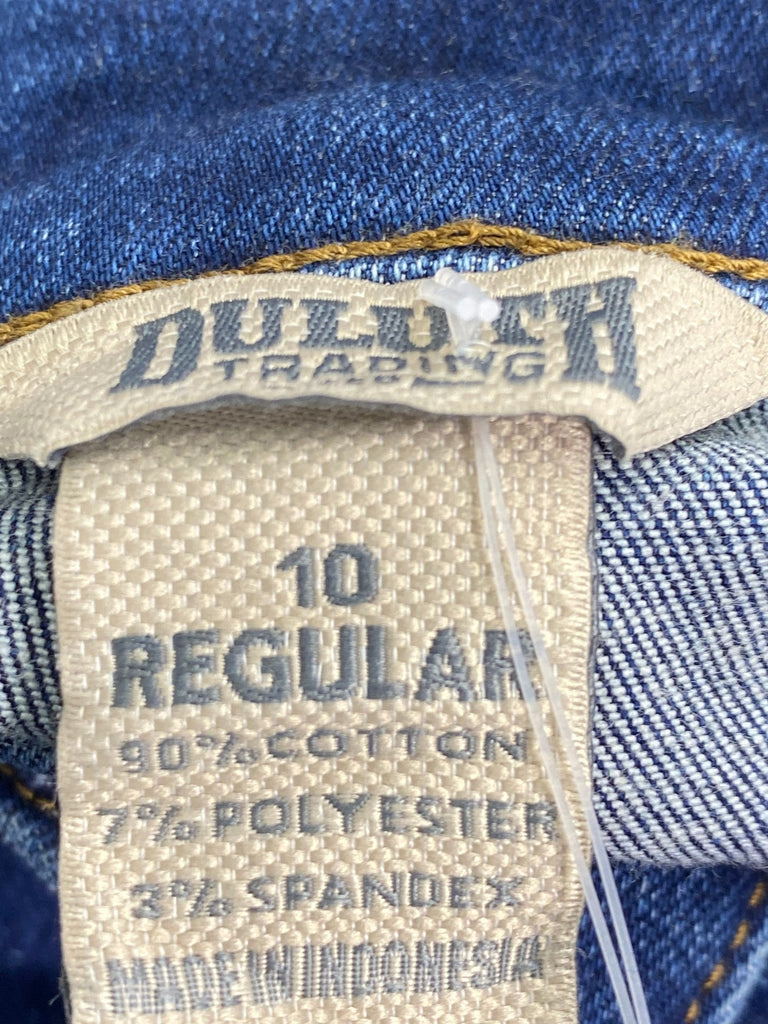 DULUTH
TRADING
10
REGULAR
90% COTTON
7% POLYESTER
3% SPANDEX
MADE IN INDONESIA